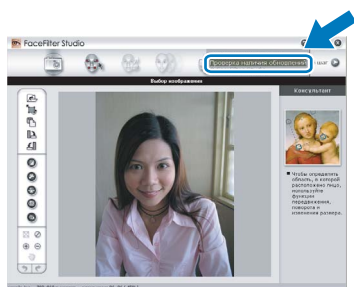 FaceFilter Studio
Проверка наличия обновлений
шаг
Выбор изображения
Консультант
Чтобы определить
область, в которой
расположено лицо,
используйте
функции
передвижения,
поворота и
изменения размера.